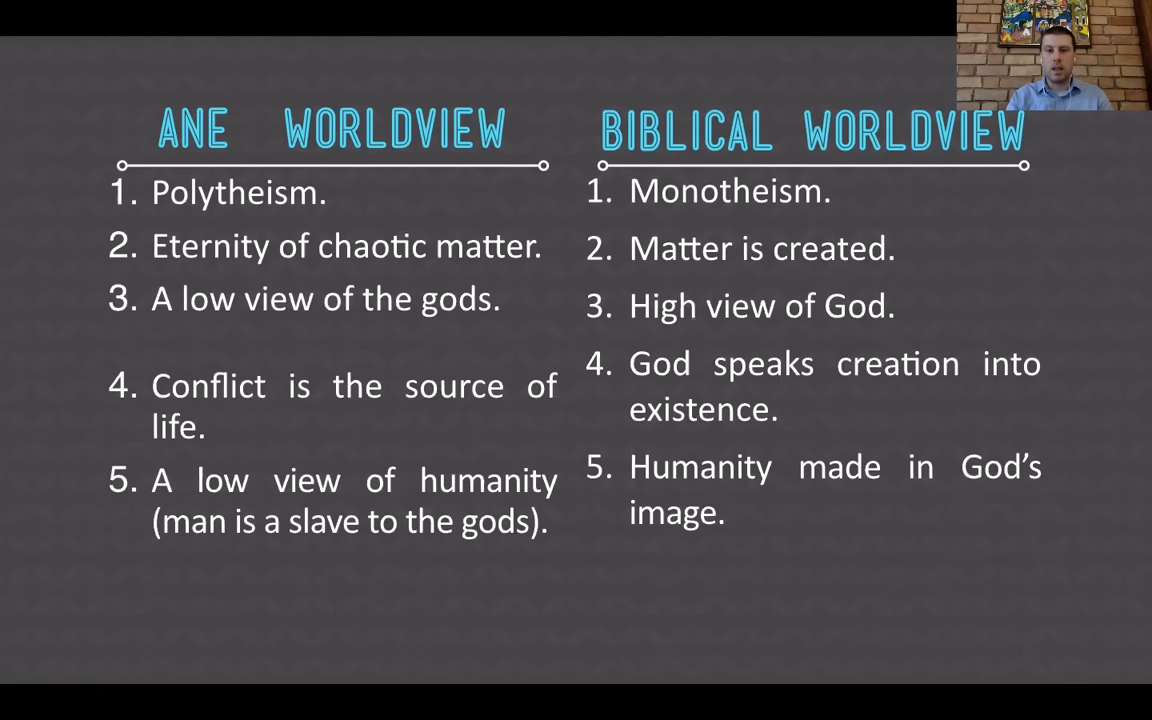 ANE WORLDVIEW
1. Polytheism.
2. Eternity of chaotic matter.
3. A low view of the gods.
4. Conflict is the source of
life.
5. A low view of humanity
(man is a slave to the gods).
BIBLICAL WORLDVIEW
1. Monotheism.
2. Matter is created.
3. High view of God.
4. God speaks creation into
existence.
5. Humanity made in God’s
image.